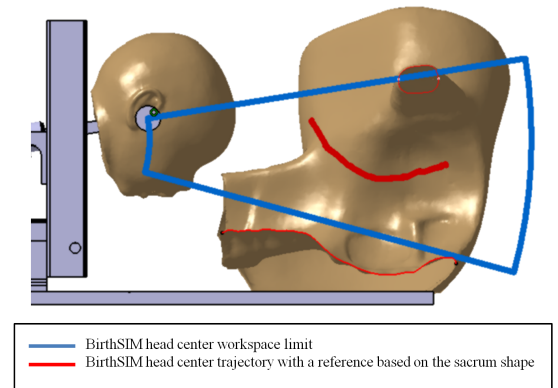 BirthSIM head center workspace limit
BirthSIM head center trajectory with a reference based on the sacrum shape